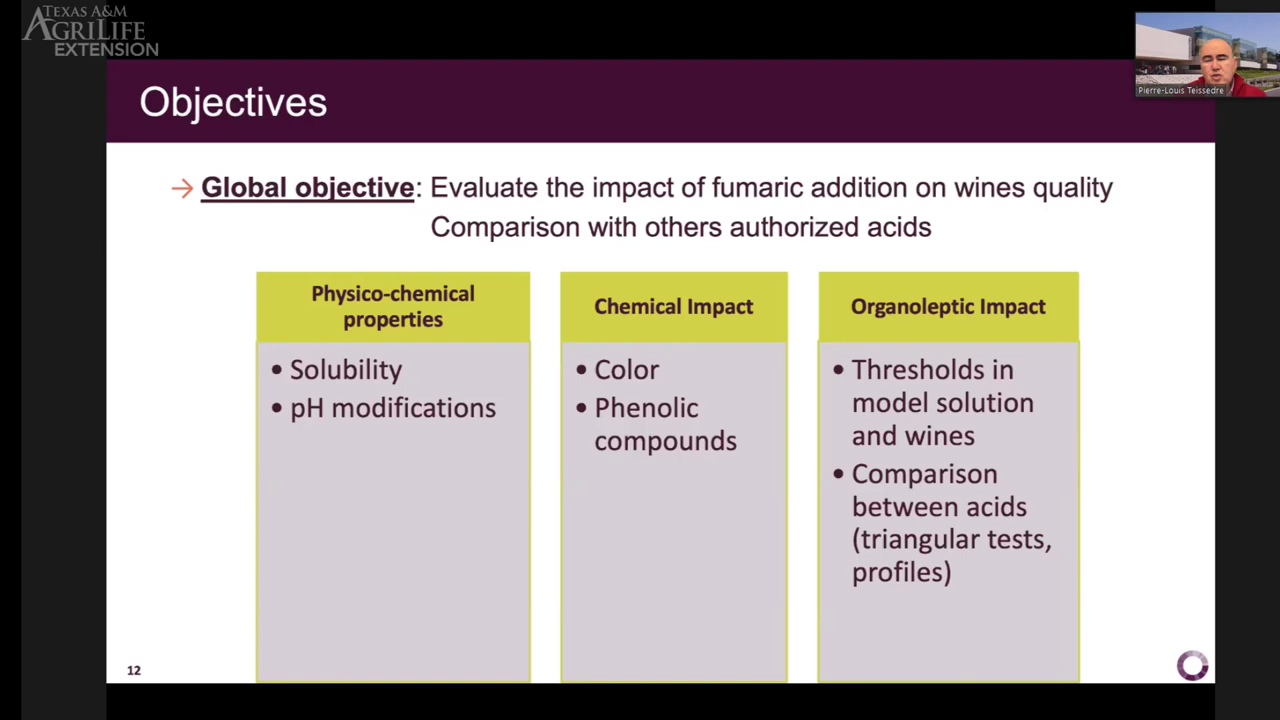 TEXAS A&M
AGRILIFE
EXTENSION
Pierre-Louis Teissedre
Objectives
→ Global objective: Evaluate the impact of fumaric addition on wines quality
Comparison with others authorized acids
Physico-chemical
properties
• Solubility
• pH modifications
Chemical Impact
• Color
• Phenolic
compounds
Organoleptic Impact
• Thresholds in
model solution
and wines
• Comparison
between acids
(triangular tests,
profiles)
12